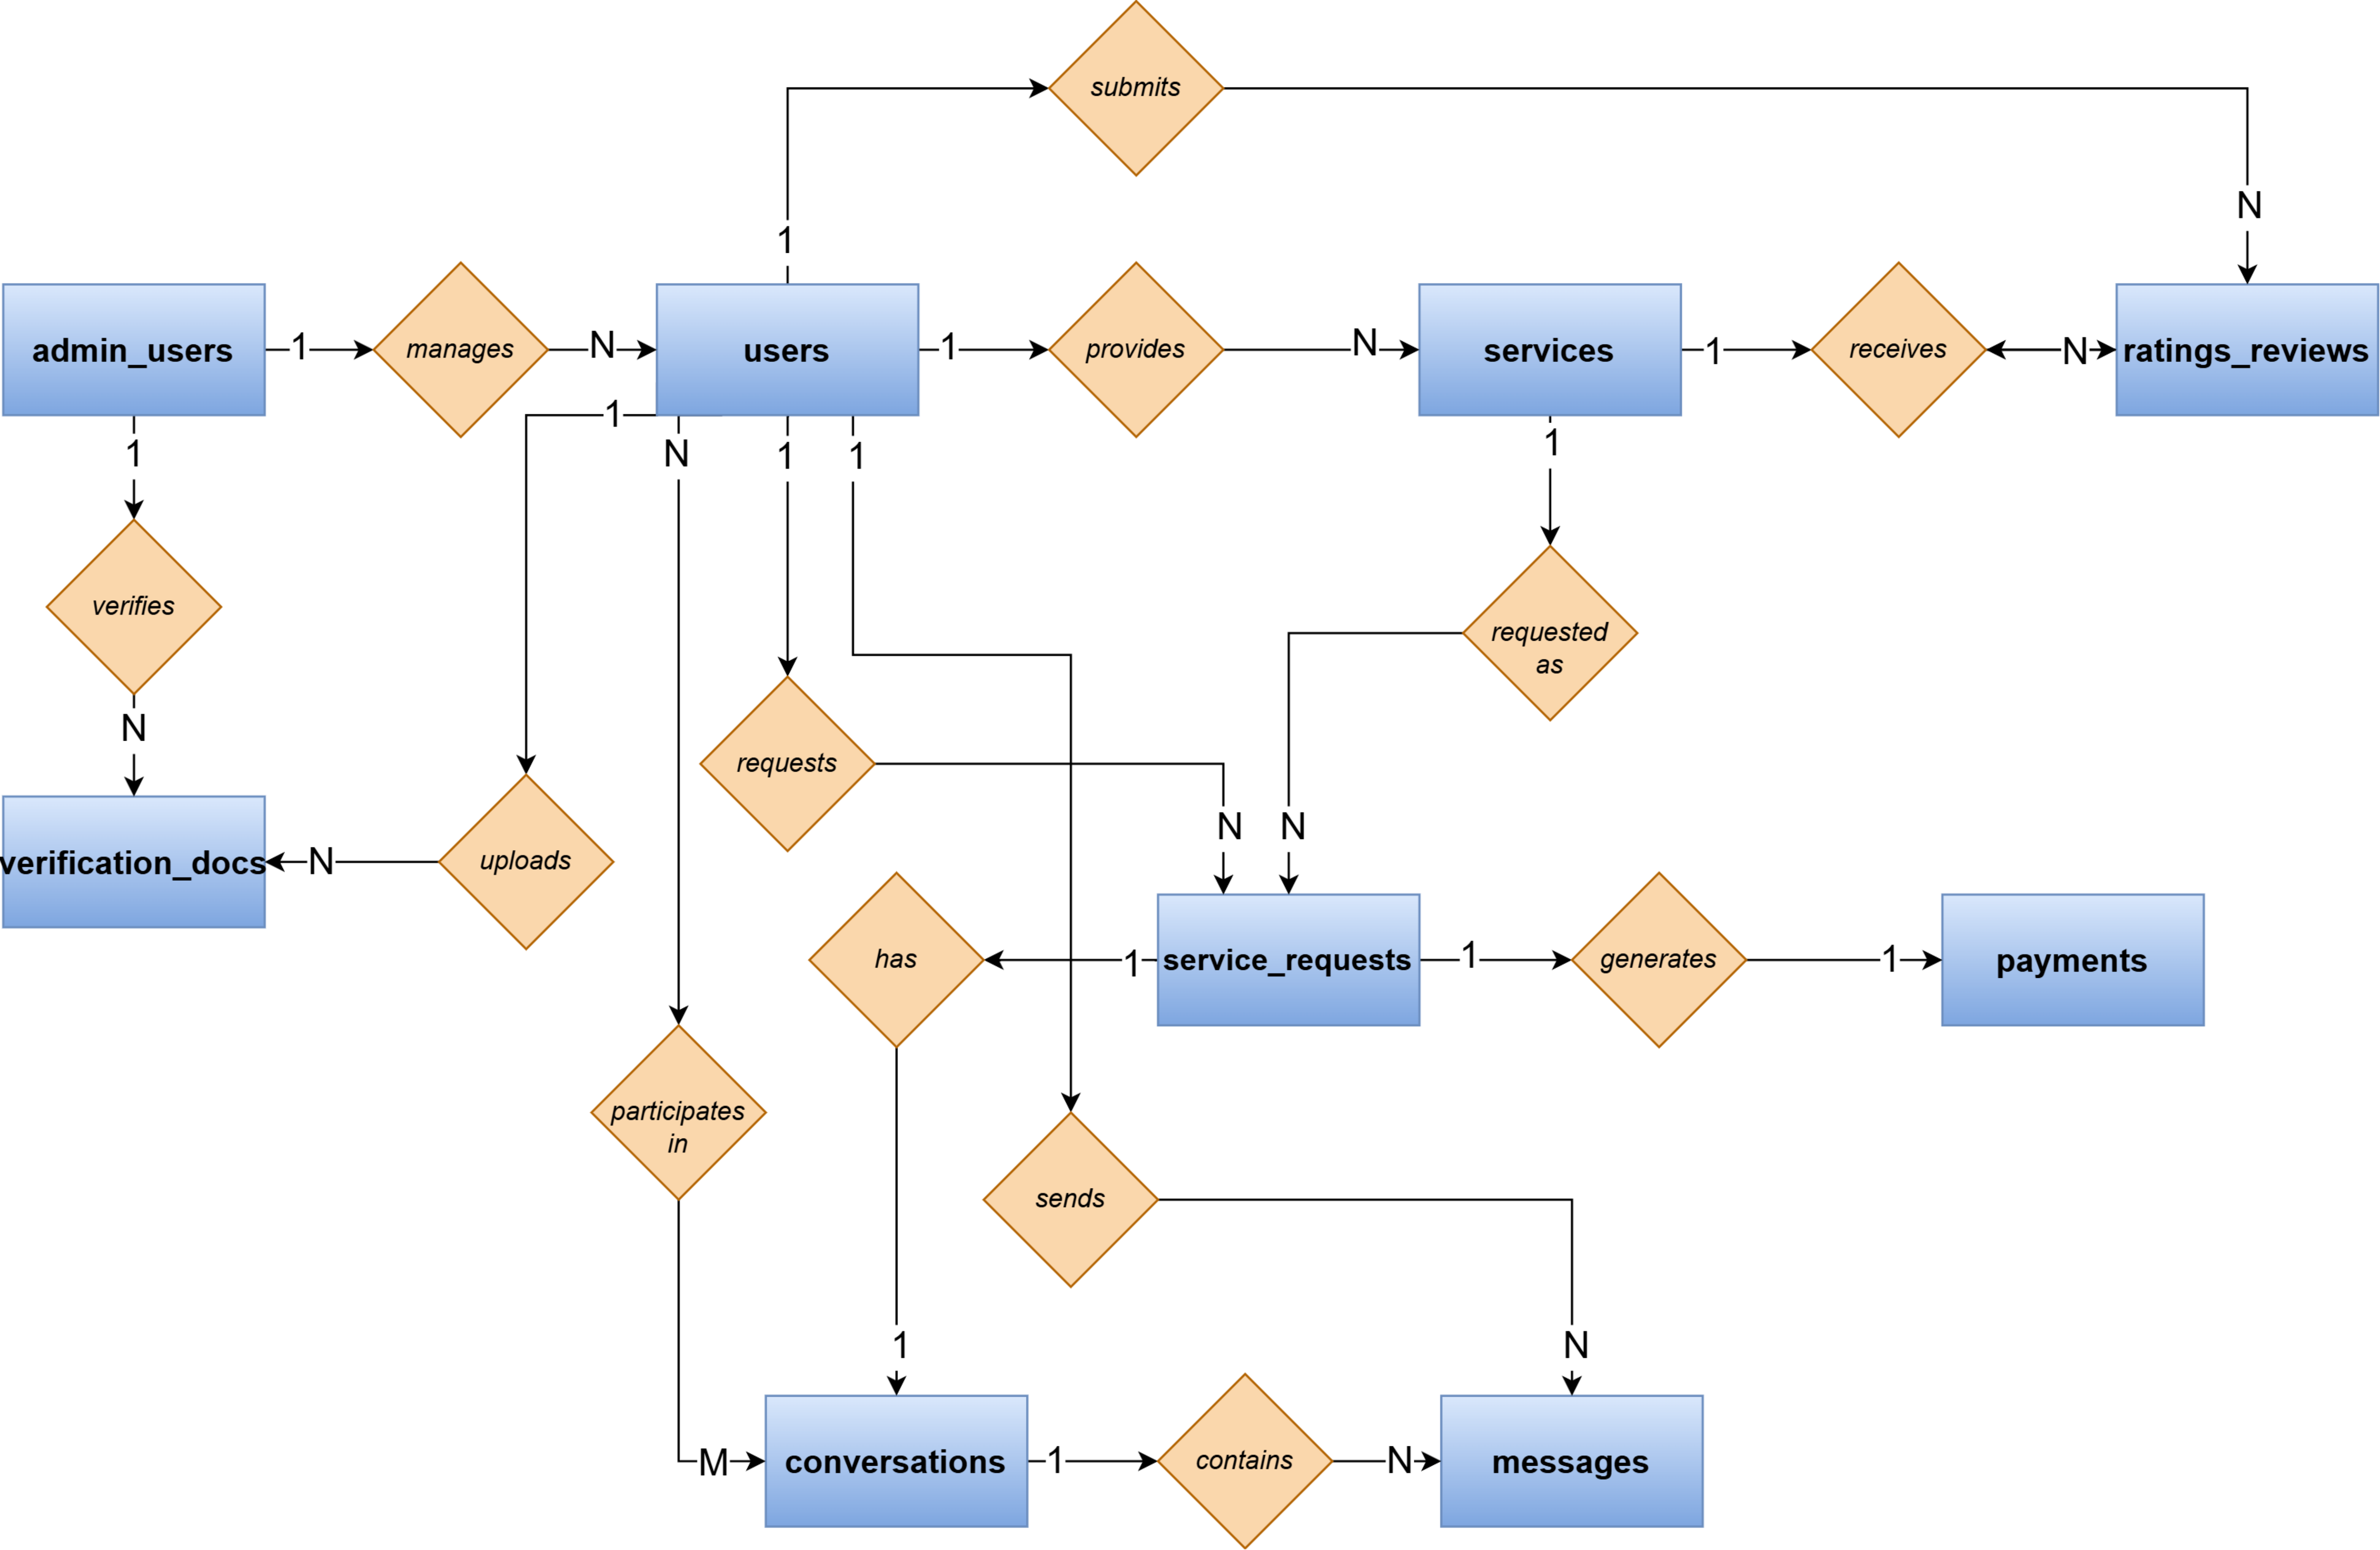 submits
1
N
admin_users
1
manages
N
users
1
provides
N
services
1
receives
N
ratings_reviews
1
N
1
1
1
1
verifies
requested
as
N
requests
N
N
verification_docs
N
uploads
has
1
service_requests
1
generates
1
payments
participates
in
sends
1
N
M
conversations
1
contains
N
messages